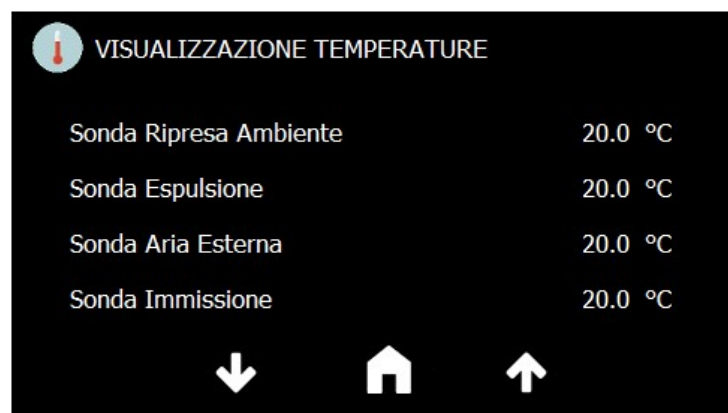 VISUALIZZAZIONE TEMPERATURE
Sonda Ripresa Ambiente 20.0 °C
Sonda Espulsione 20.0 °C
Sonda Aria Esterna 20.0 °C
Sonda Immissione 20.0 °C